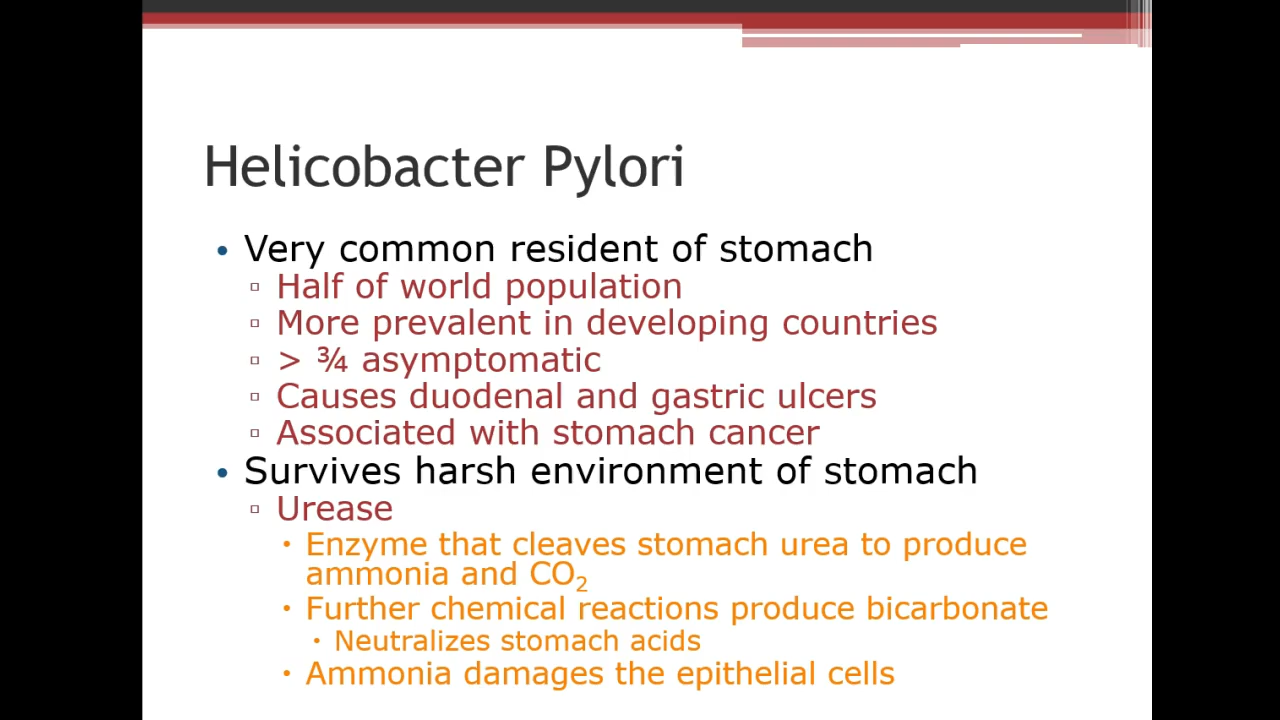 Helicobacter Pylori
• Very common resident of stomach
▫ Half of world population
▫ More prevalent in developing countries
▫ > ¾ asymptomatic
▫ Causes duodenal and gastric ulcers
▫ Associated with stomach cancer
• Survives harsh environment of stomach
▫ Urease
• Enzyme that cleaves stomach urea to produce
ammonia and CO₂
• Further chemical reactions produce bicarbonate
• Neutralizes stomach acids
• Ammonia damages the epithelial cells